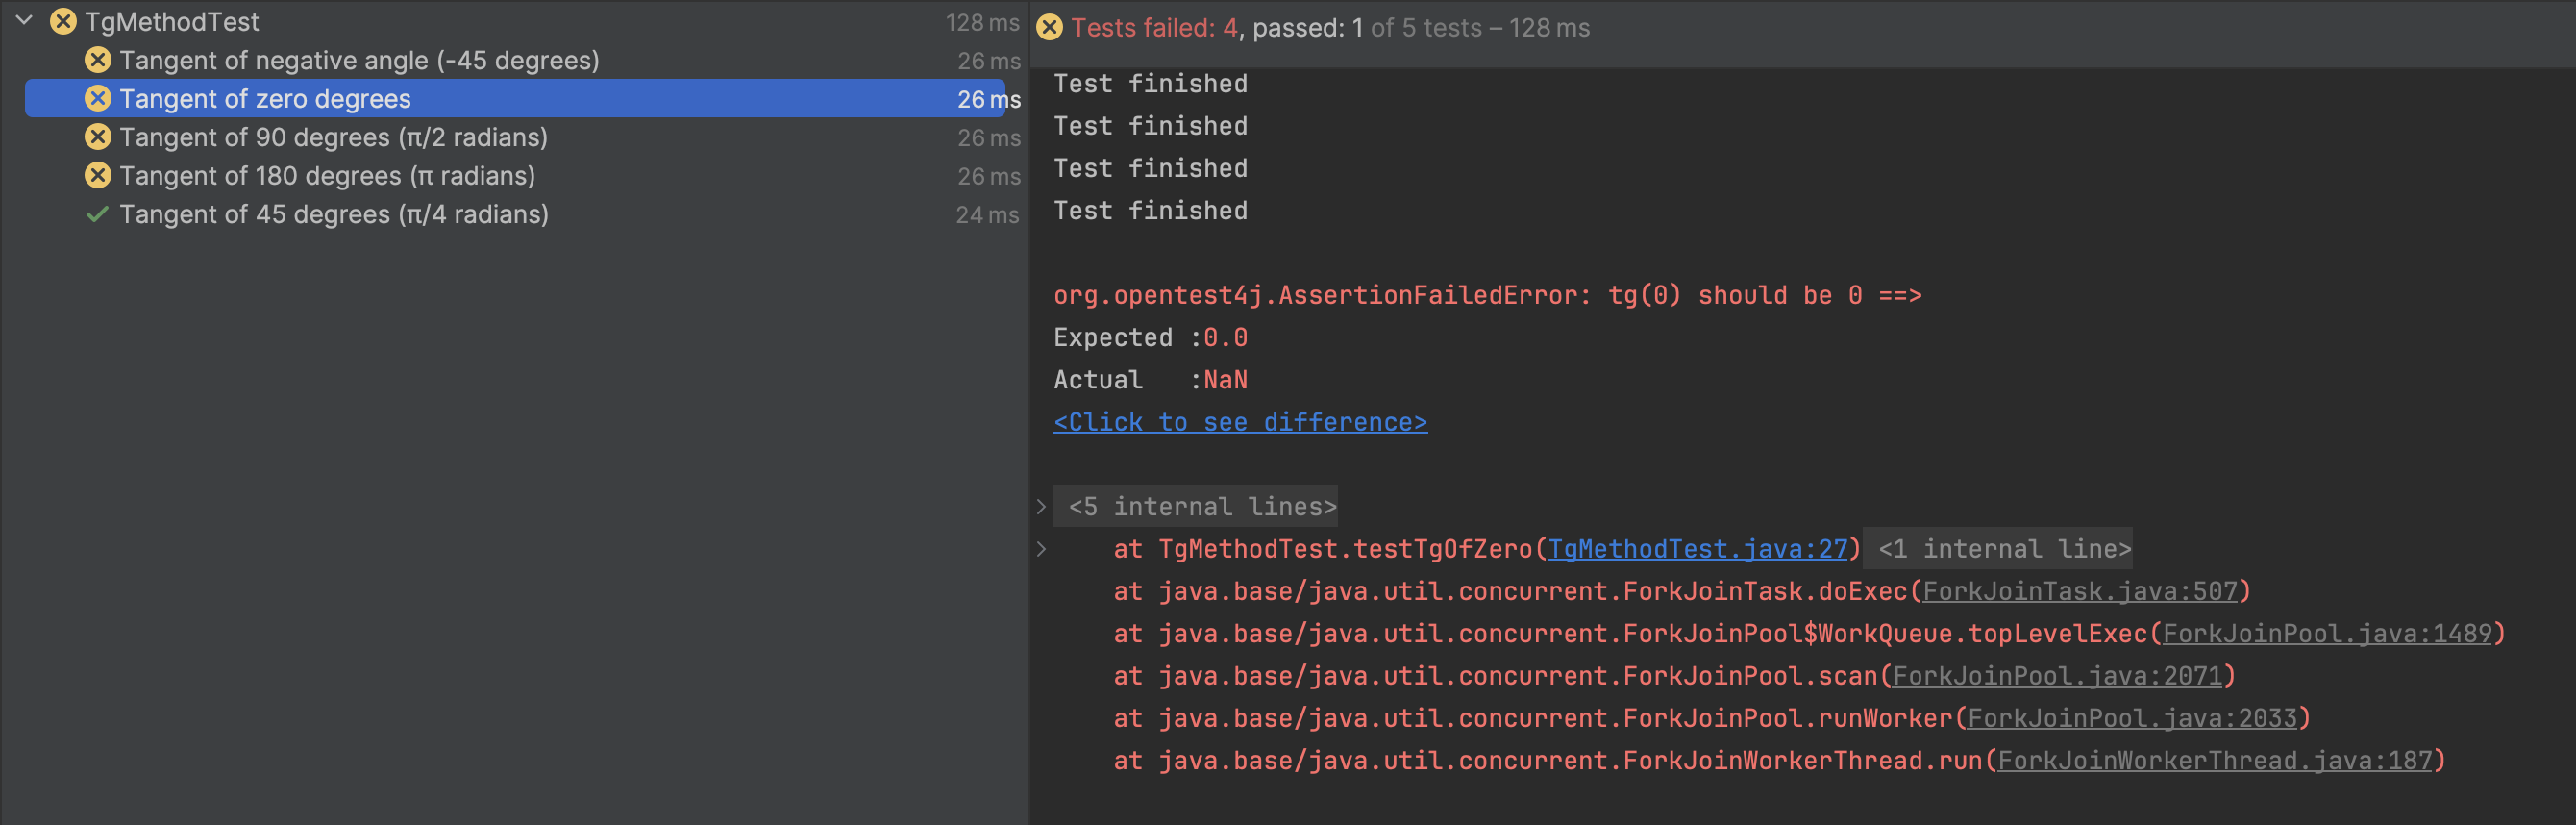 TgMethodTest 128 ms
Tangent of negative angle (-45 degrees) 26 ms
Tangent of zero degrees 26 ms
Tangent of 90 degrees (π/2 radians) 26 ms
Tangent of 180 degrees (π radians) 26 ms
Tangent of 45 degrees (π/4 radians) 24 ms
Tests failed: 4, passed: 1 of 5 tests – 128 ms
Test finished
Test finished
Test finished
Test finished
org.opentest4j.AssertionFailedError: tg(0) should be 0 ==>
Expected :0.0
Actual   :NaN
<Click to see difference>
<5 internal lines>
at TgMethodTest.testTgOfZero(TgMethodTest.java:27) <1 internal line>
at java.base/java.util.concurrent.ForkJoinTask.doExec(ForkJoinTask.java:507)
at java.base/java.util.concurrent.ForkJoinPool$WorkQueue.topLevelExec(ForkJoinPool.java:1489)
at java.base/java.util.concurrent.ForkJoinPool.scan(ForkJoinPool.java:2071)
at java.base/java.util.concurrent.ForkJoinPool.runWorker(ForkJoinPool.java:2033)
at java.base/java.util.concurrent.ForkJoinWorkerThread.run(ForkJoinWorkerThread.java:187)